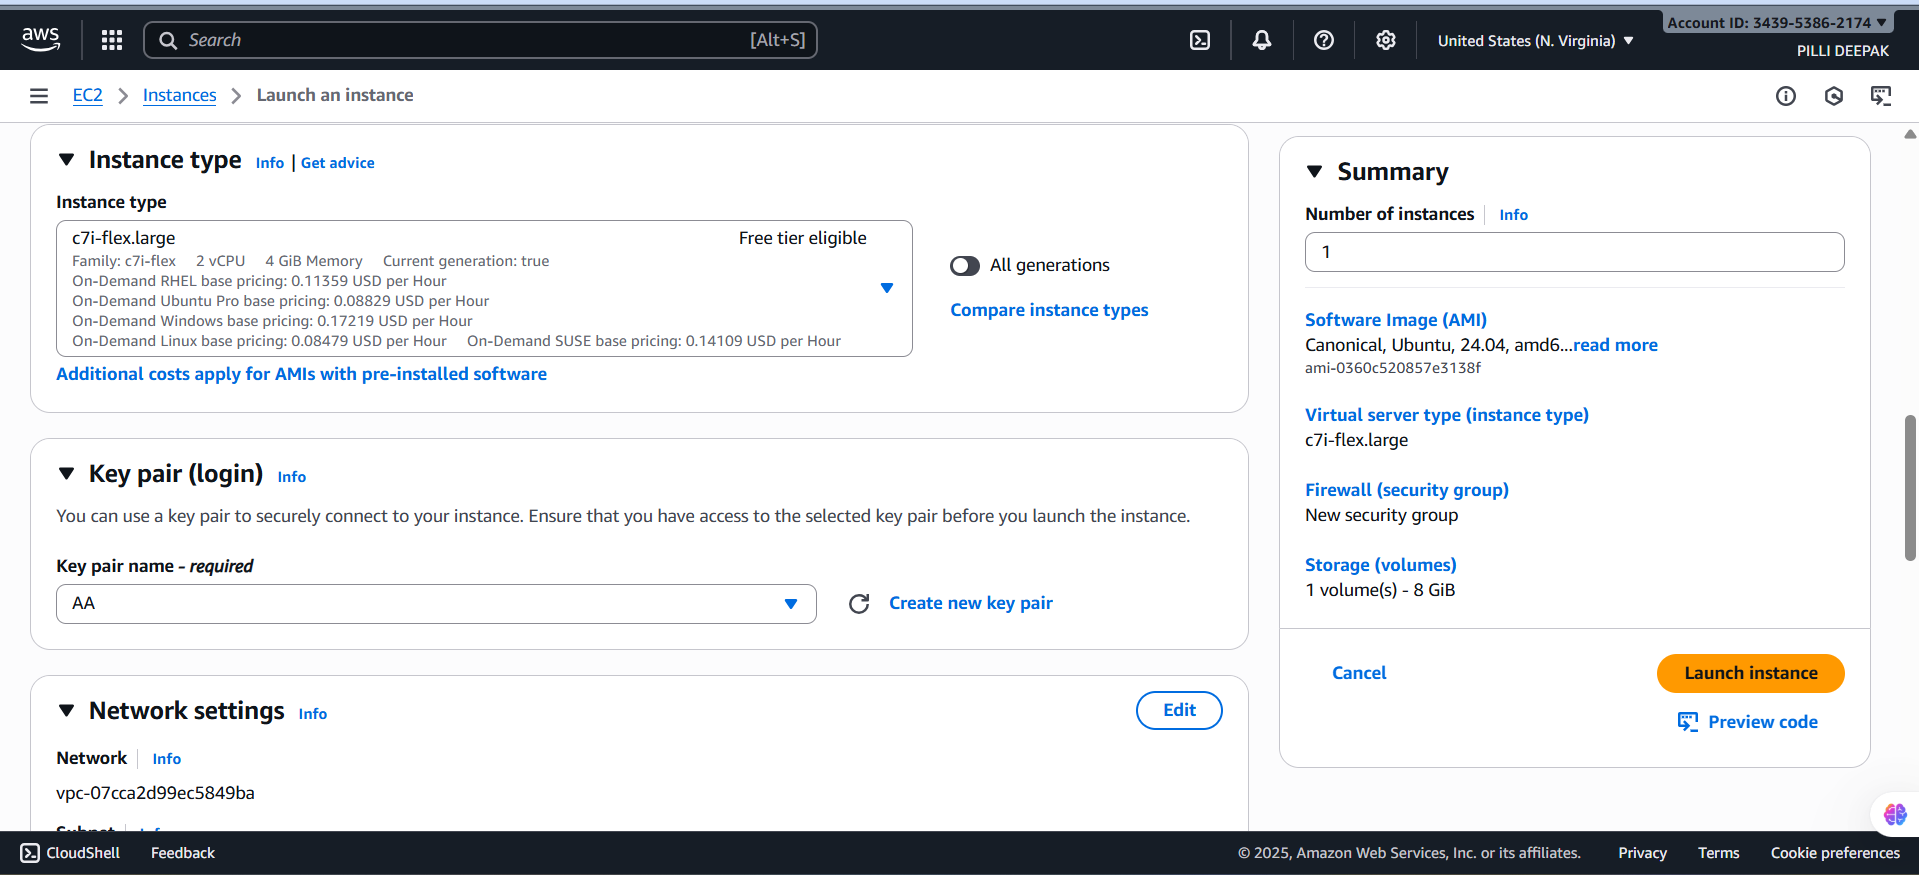 aws
Search [Alt+S]
United States (N. Virginia)
Account ID: 3439-5386-2174
PILLI DEEPAK
EC2 Instances Launch an instance
Instance type Info | Get advice
Instance type
c7i-flex.large Free tier eligible
Family: c7i-flex 2 vCPU 4 GiB Memory Current generation: true
On-Demand RHEL base pricing: 0.11359 USD per Hour
On-Demand Ubuntu Pro base pricing: 0.08829 USD per Hour
On-Demand Windows base pricing: 0.17219 USD per Hour
On-Demand Linux base pricing: 0.08479 USD per Hour On-Demand SUSE base pricing: 0.14109 USD per Hour
All generations
Compare instance types
Additional costs apply for AMIs with pre-installed software
Key pair (login) Info
You can use a key pair to securely connect to your instance. Ensure that you have access to the selected key pair before you launch the instance.
Key pair name - required
AA
Create new key pair
Network settings Info
Edit
Network Info
vpc-07cca2d99ec5849ba
Subnet Info
Summary
Number of instances Info
1
Software Image (AMI)
Canonical, Ubuntu, 24.04, amd6...read more
ami-0360c520857e3138f
Virtual server type (instance type)
c7i-flex.large
Firewall (security group)
New security group
Storage (volumes)
1 volume(s) - 8 GiB
Cancel
Launch instance
Preview code
CloudShell Feedback
© 2025, Amazon Web Services, Inc. or its affiliates. Privacy Terms Cookie preferences